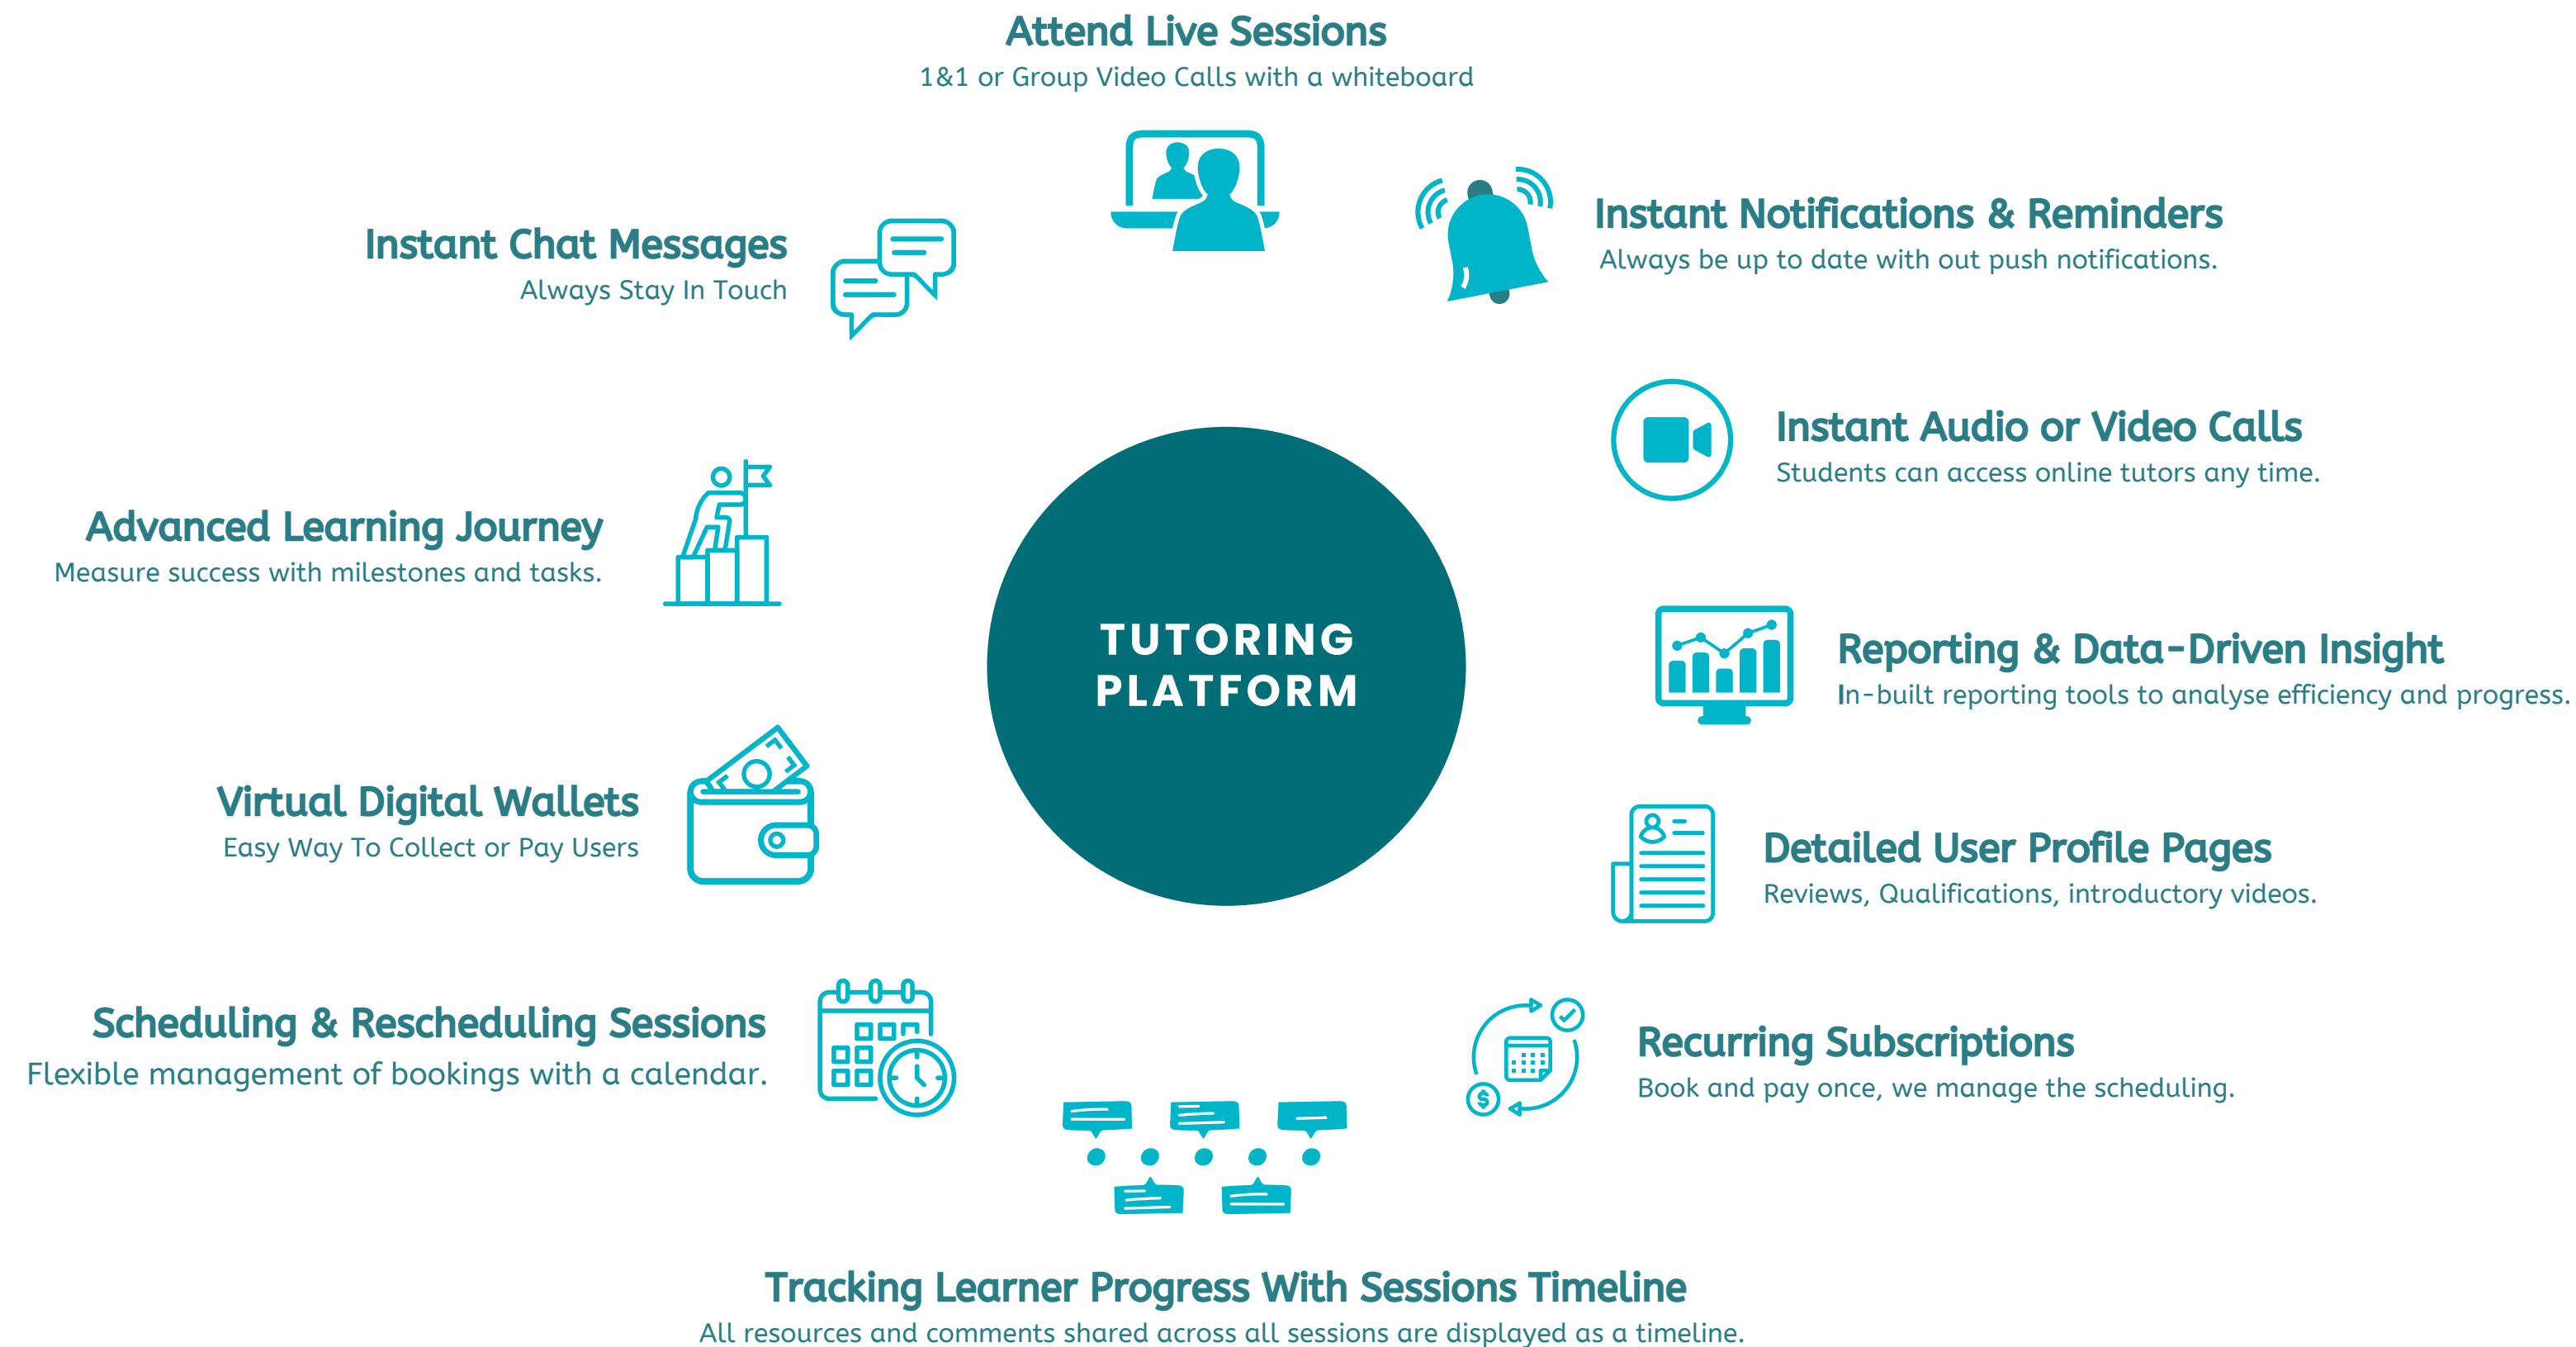 Attend Live Sessions
1&1 or Group Video Calls with a whiteboard
Instant Notifications & Reminders
Always be up to date with out push notifications.
Instant Chat Messages
Always Stay In Touch
Instant Audio or Video Calls
Students can access online tutors any time.
Advanced Learning Journey
Measure success with milestones and tasks.
TUTORING
PLATFORM
Reporting & Data-Driven Insight
In-built reporting tools to analyse efficiency and progress.
Virtual Digital Wallets
Easy Way To Collect or Pay Users
Detailed User Profile Pages
Reviews, Qualifications, introductory videos.
Scheduling & Rescheduling Sessions
Flexible management of bookings with a calendar.
Recurring Subscriptions
Book and pay once, we manage the scheduling.
$
Tracking Learner Progress With Sessions Timeline
All resources and comments shared across all sessions are displayed as a timeline.